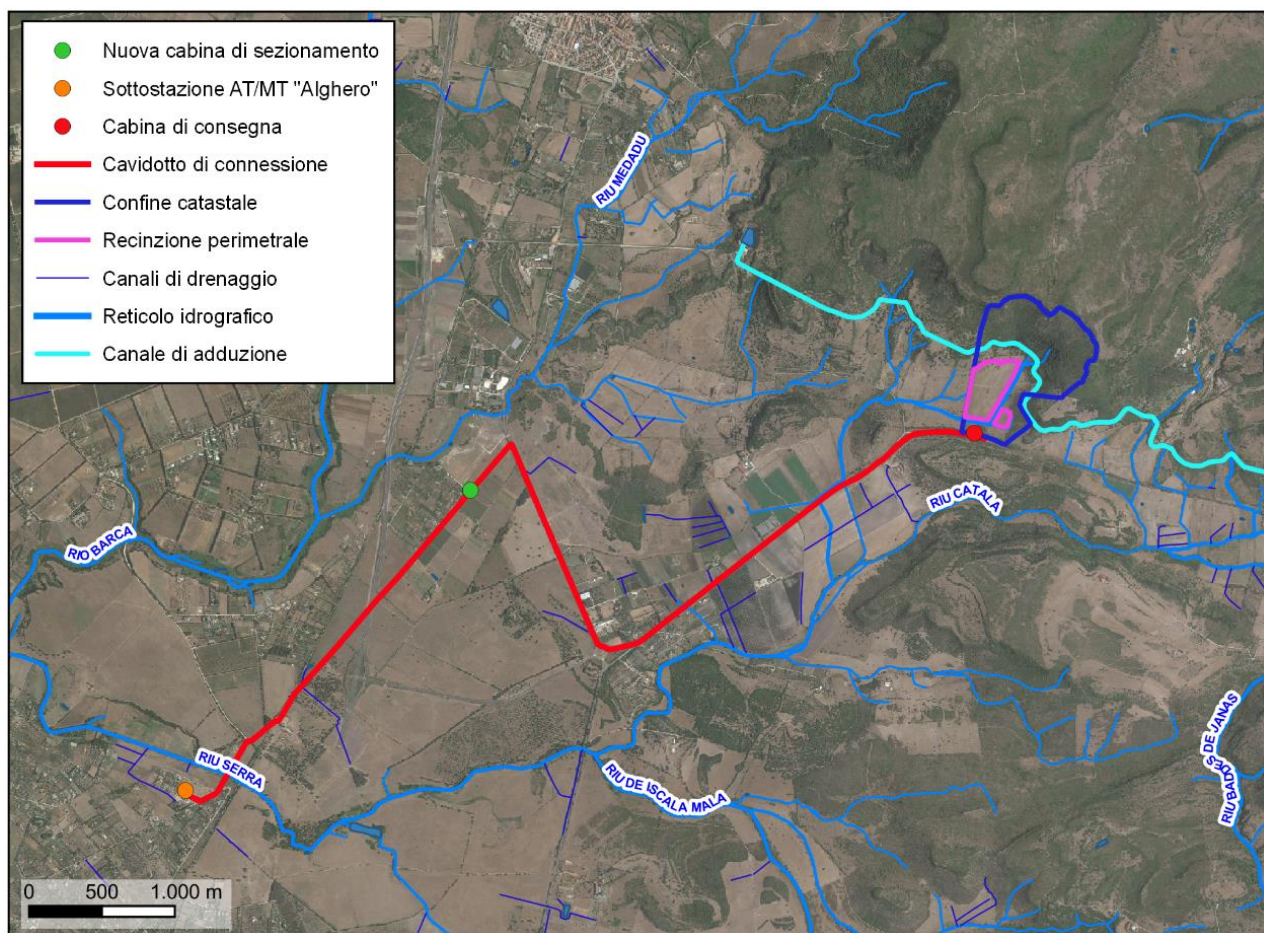 Nuova cabina di sezionamento
Sottostazione AT/MT "Alghero"
Cabina di consegna
Cavidotto di connessione
Confine catastale
Recinzione perimetrale
Canali di drenaggio
Reticolo idrografico
Canale di adduzione
RIU MEDADU
RIO BARCA
RIU CATALA
RIU SERRA
RIU DE ISCALA MALA
S DE JANAS
RIU BADD
0 500 1.000 m